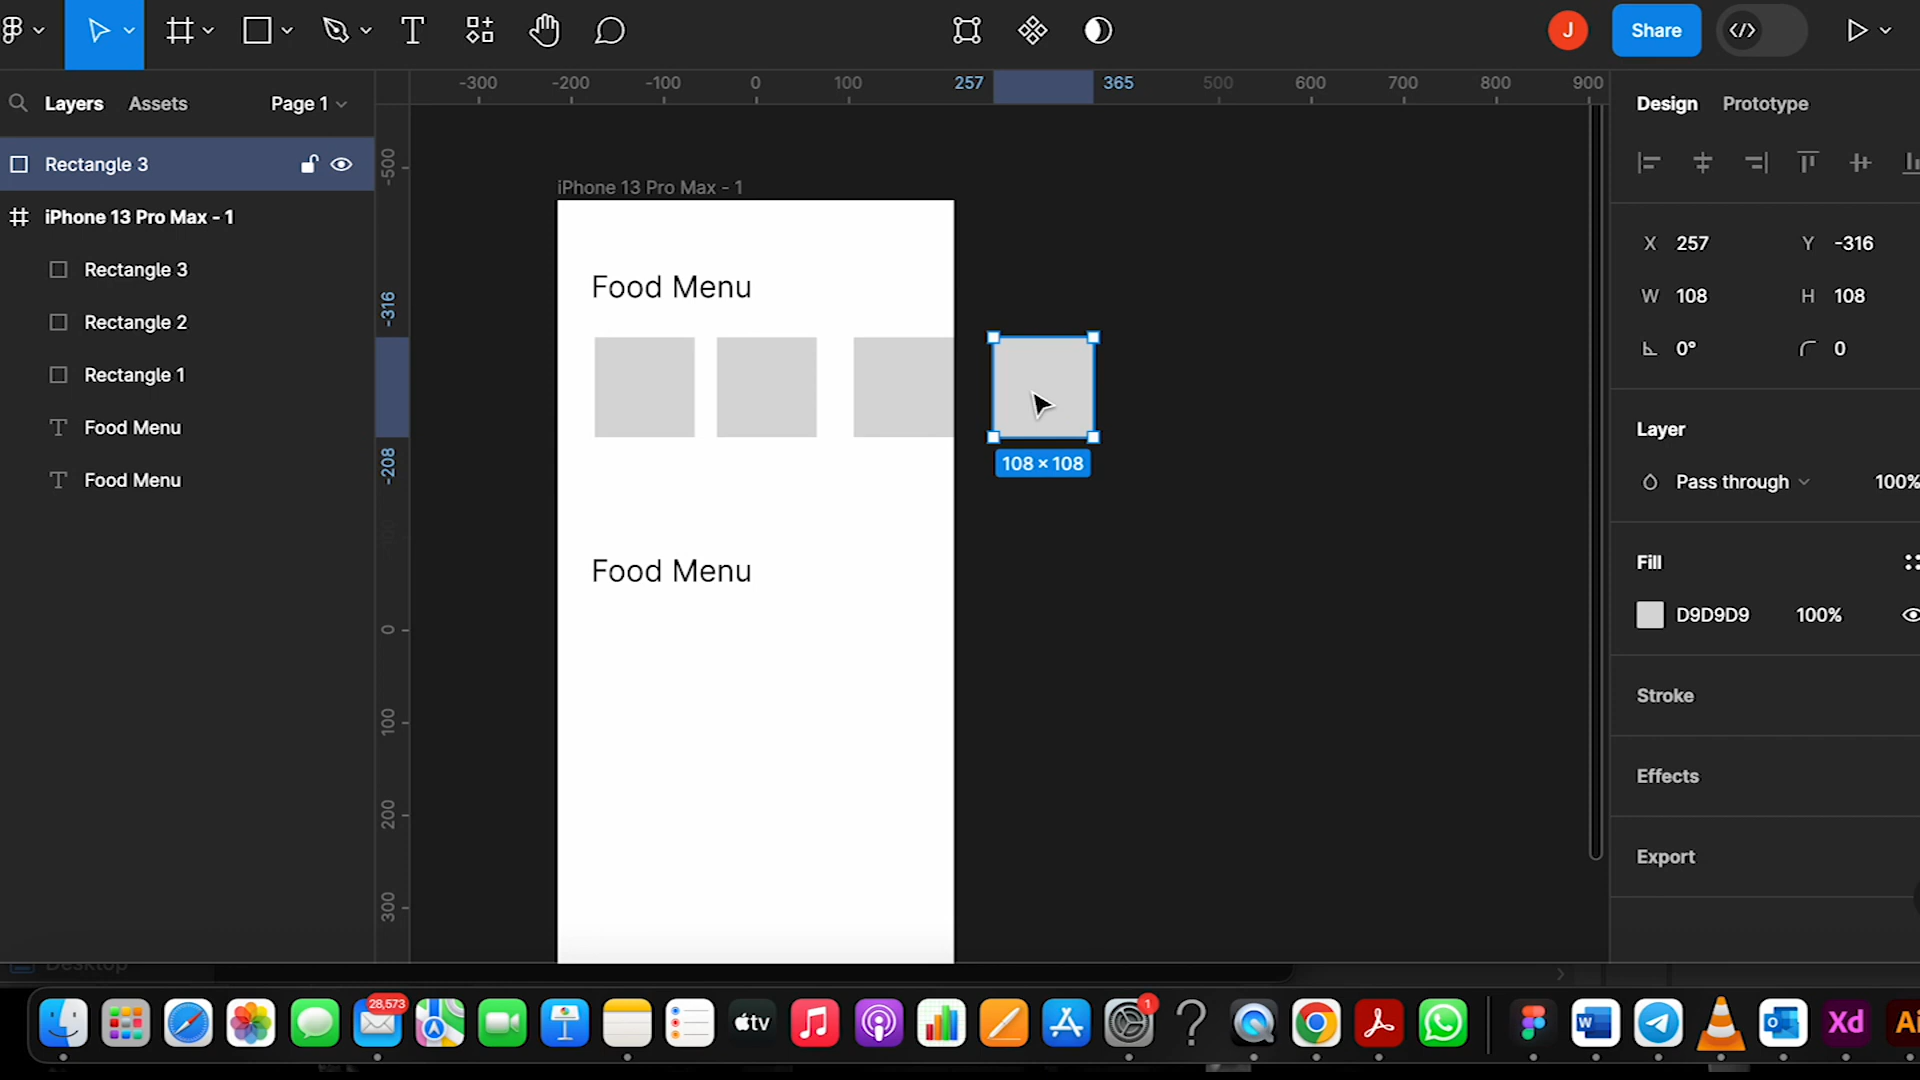 J
Share
-300 -200 -100 0 100 257 365 500 600 700 800 900
Layers Assets Page 1
Design Prototype
Rectangle 3
iPhone 13 Pro Max - 1
Rectangle 3
Rectangle 2
Rectangle 1
Food Menu
Food Menu
-500
-316
-208
0
100
200
300
iPhone 13 Pro Max - 1
Food Menu
108 × 108
Food Menu
X 257 Y -316
W 108 H 108
0° 0
Layer
Pass through 100%
Fill
D9D9D9 100%
Stroke
Effects
Export
Desktop
28,573
tv
1
W
Xd
Ai